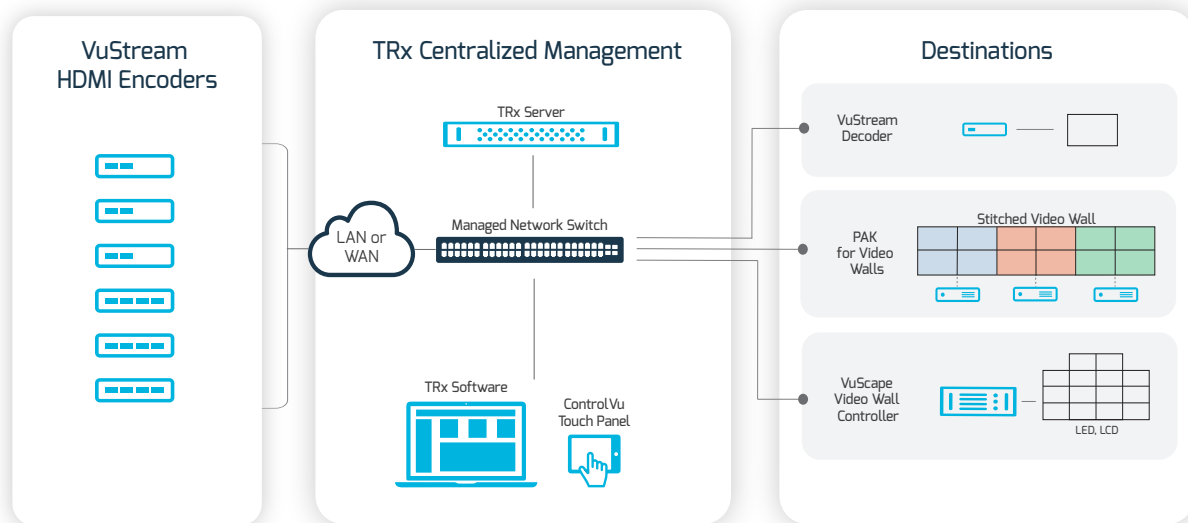 VuStream
HDMI Encoders
TRx Centralized Management
TRx Server
LAN or
WAN
Managed Network Switch
TRx Software
ControlVu
Touch Panel
Destinations
VuStream
Decoder
PAK
for Video
Walls
Stitched Video Wall
VuScape
Video Wall
Controller
LED, LCD